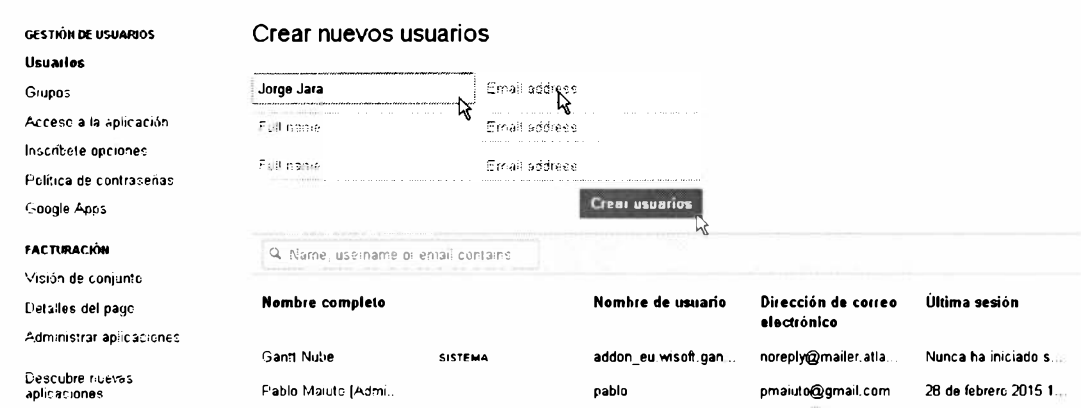 GESTIÓN DE USUARIOS
Usuarios
Grupos
Acceso a la aplicación
Inscríbete opciones
Política de contraseñas
Google Apps
FACTURACIÓN
Visión de conjunto
Detalles del pago
Administrar aplicaciones
Descubre nuevas
aplicaciones
Crear nuevos usuarios
Jorge Jara Email address
Full name Email address
Full name Email address
Crear usuarios
Name, username or email contains
Nombre completo Nombre de usuario Dirección de correo electrónico Última sesión
Gantt Nube SISTEMA addon_eu.wisoft.gan... noreply@mailer.atla... Nunca ha iniciado s...
Pablo Maiuto [Admi... pablo pmaiuto@gmail.com 28 de febrero 2015 1...